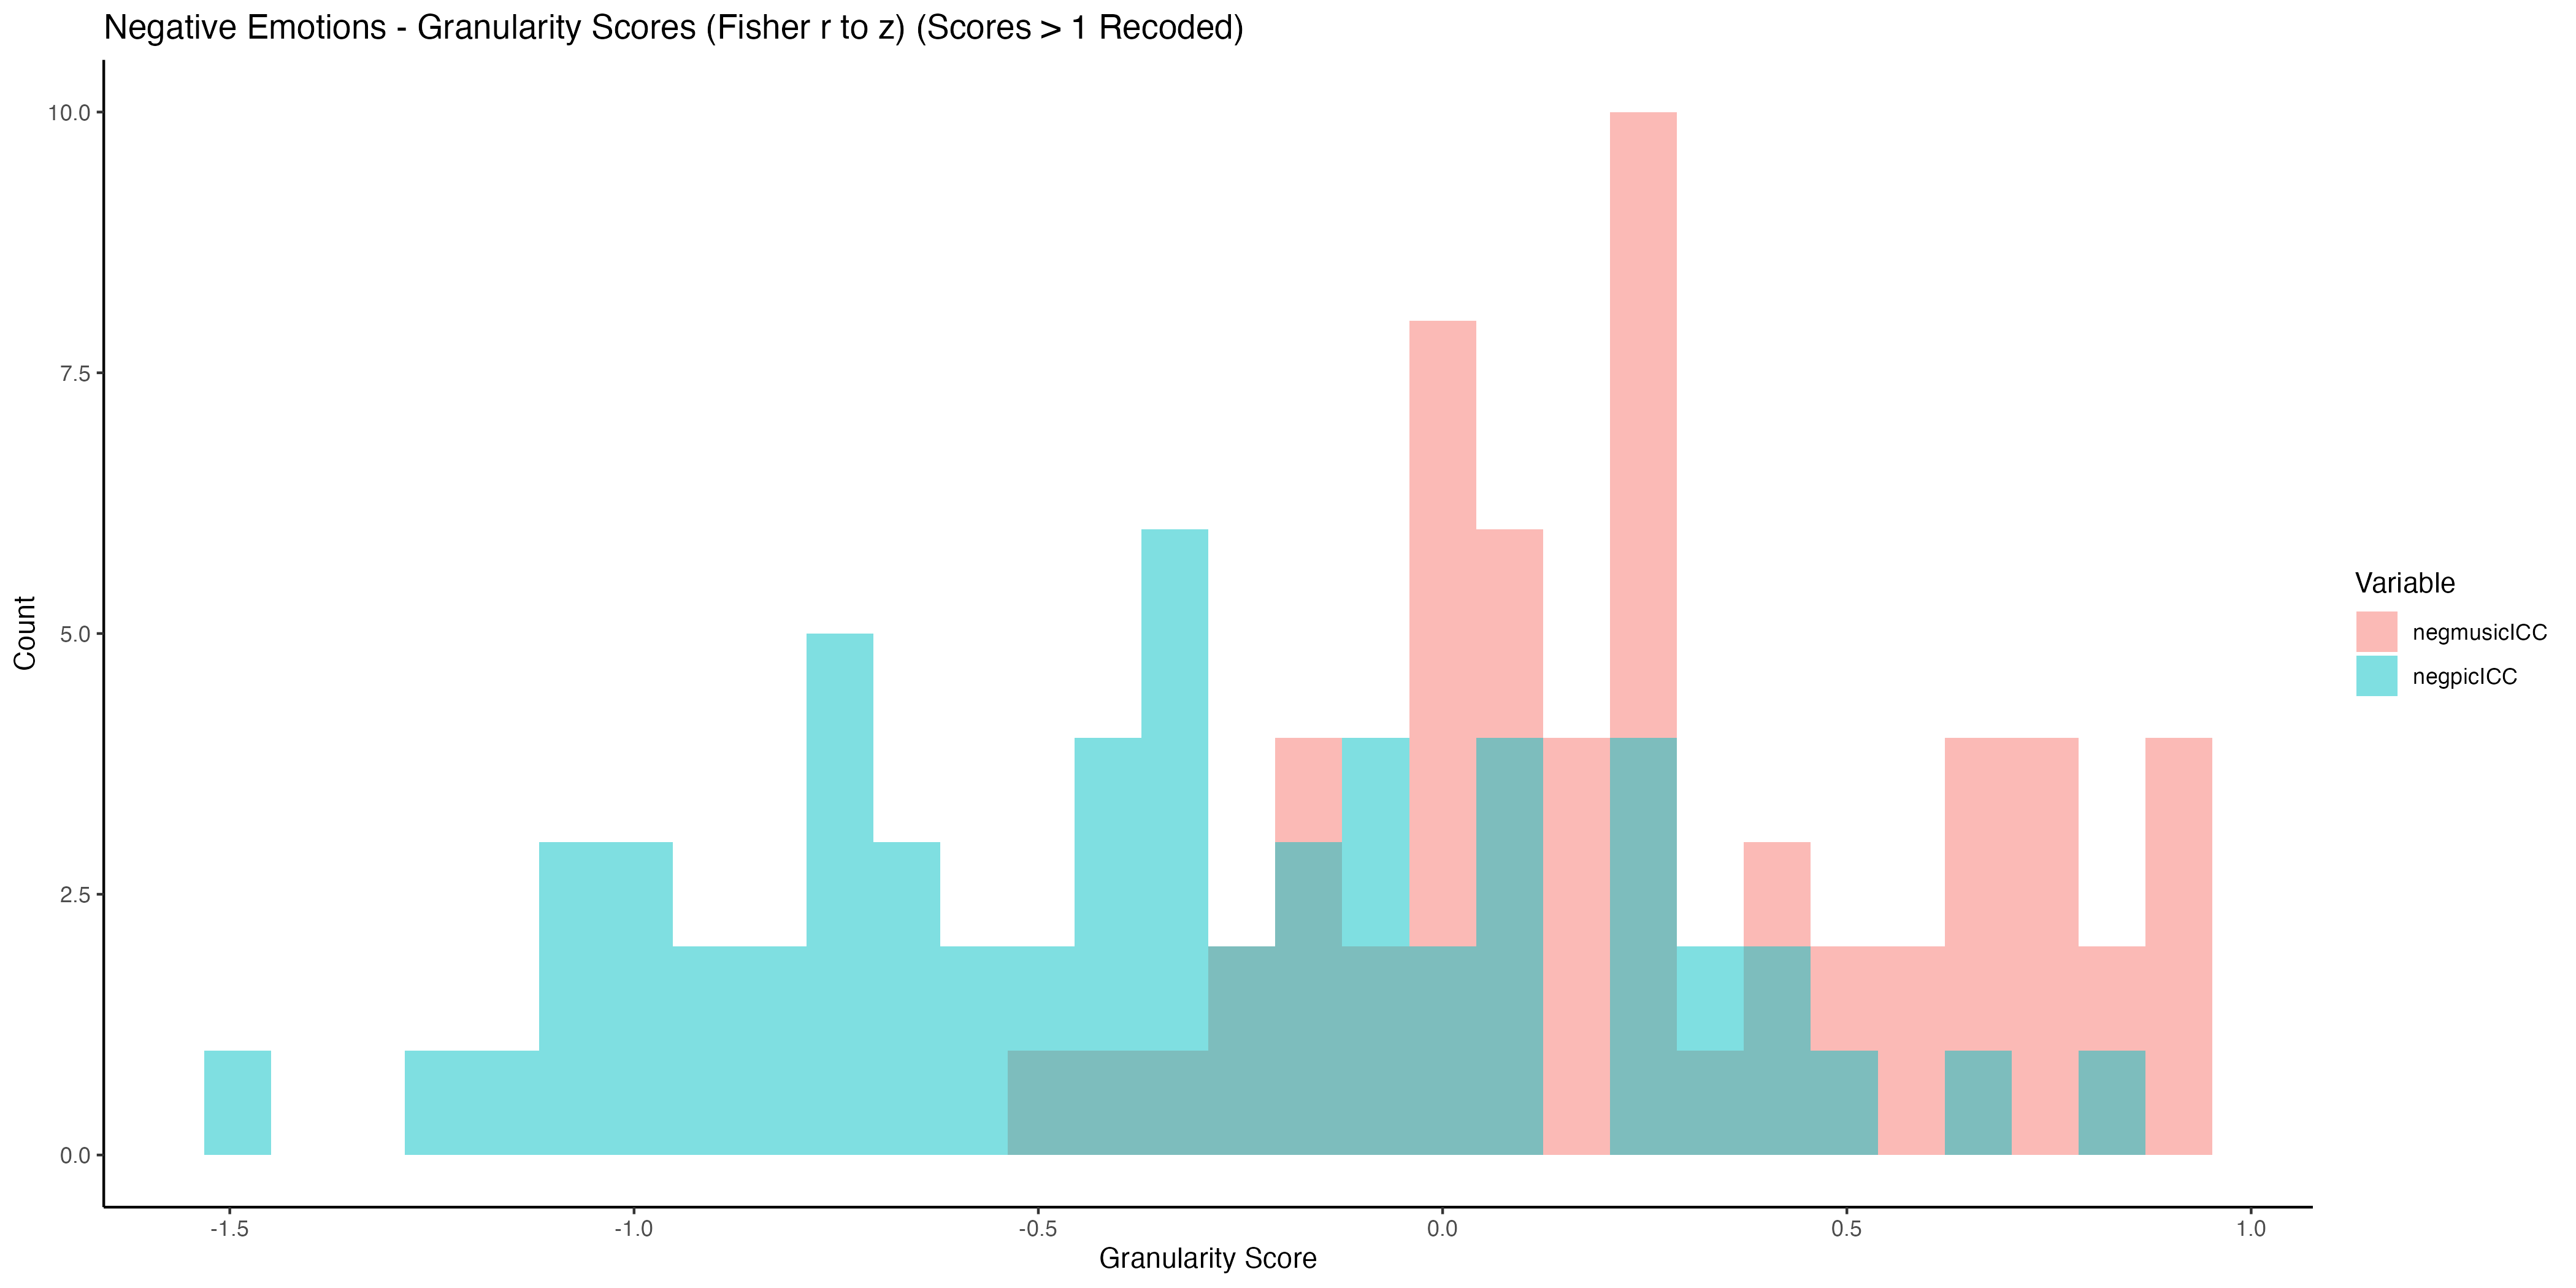 Negative Emotions - Granularity Scores (Fisher r to z) (Scores > 1 Recoded)
10.0
7.5
5.0
2.5
0.0
Count
-1.5 -1.0 -0.5 0.0 0.5 1.0
Granularity Score
Variable
negmusicICC
negpicICC